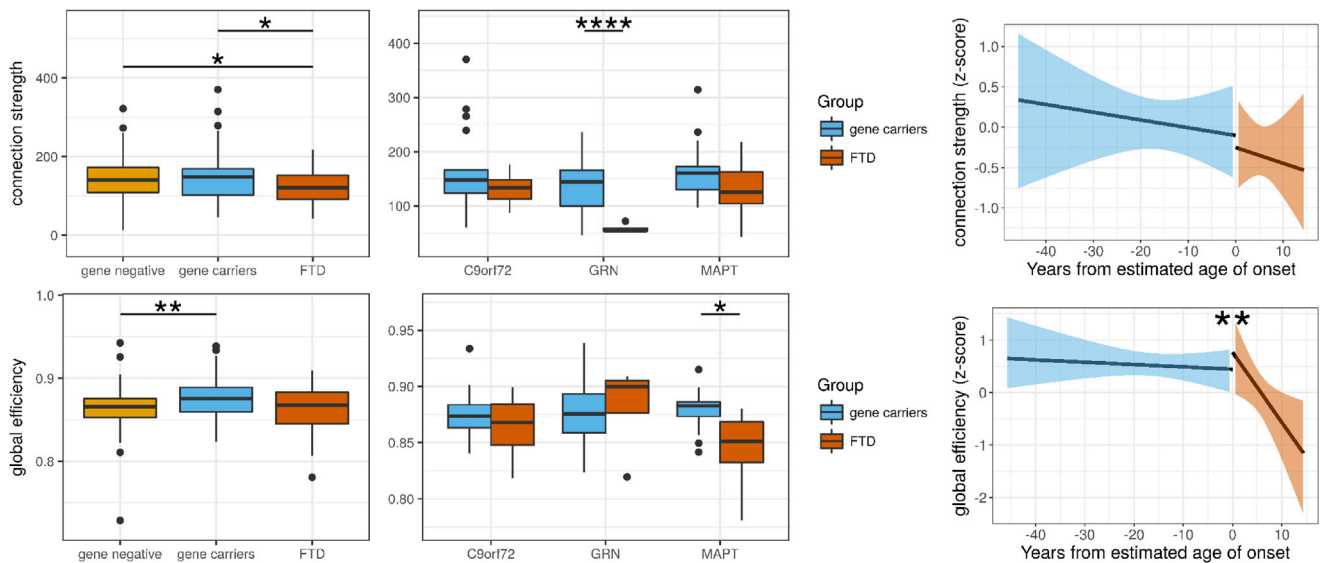 *
*
connection strength
400
200
0
gene negative
gene carriers
FTD
****
400
300
200
100
C9orf72
GRN
MAPT
Group
gene carriers
FTD
connection strength (z-score)
1.0
0.5
0.0
-0.5
-1.0
-40
-30
-20
-10
0
10
Years from estimated age of onset
**
global efficiency
1.0
0.9
0.8
gene negative
gene carriers
FTD
*
0.95
0.90
0.85
0.80
C9orf72
GRN
MAPT
Group
gene carriers
FTD
**
global efficiency (z-score)
1
0
-1
-2
-40
-30
-20
-10
0
10
Years from estimated age of onset